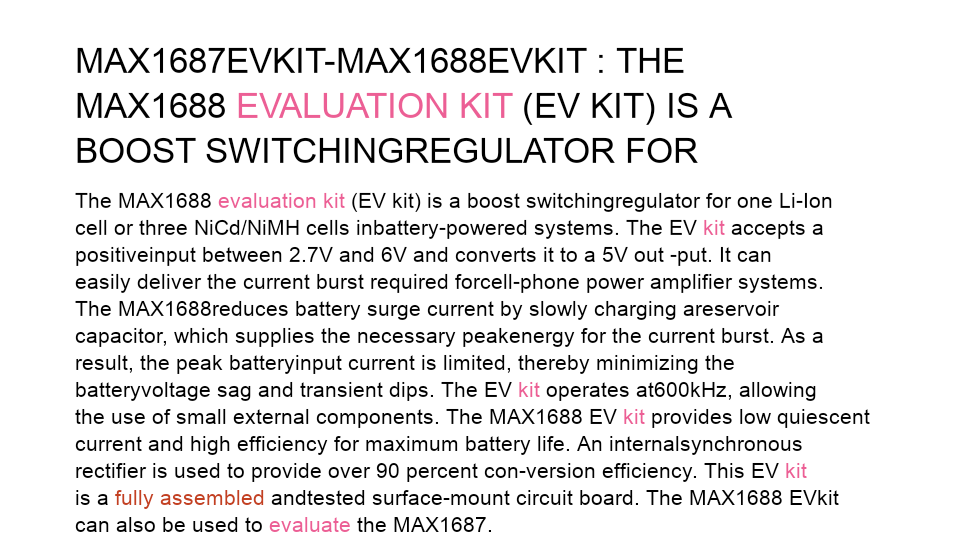 MAX1687EVKIT-MAX1688EVKIT : THE
MAX1688 EVALUATION KIT (EV KIT) IS A
BOOST SWITCHINGREGULATOR FOR
The MAX1688 evaluation kit (EV kit) is a boost switchingregulator for one Li-Ion
cell or three NiCd/NiMH cells inbattery-powered systems. The EV kit accepts a
positiveinput between 2.7V and 6V and converts it to a 5V out -put. It can
easily deliver the current burst required forcell-phone power amplifier systems.
The MAX1688reduces battery surge current by slowly charging areservoir
capacitor, which supplies the necessary peakenergy for the current burst. As a
result, the peak batteryinput current is limited, thereby minimizing the
batteryvoltage sag and transient dips. The EV kit operates at600kHz, allowing
the use of small external components. The MAX1688 EV kit provides low quiescent
current and high efficiency for maximum battery life. An internalsynchronous
rectifier is used to provide over 90 percent con-version efficiency. This EV kit
is a fully assembled andtested surface-mount circuit board. The MAX1688 EVkit
can also be used to evaluate the MAX1687.